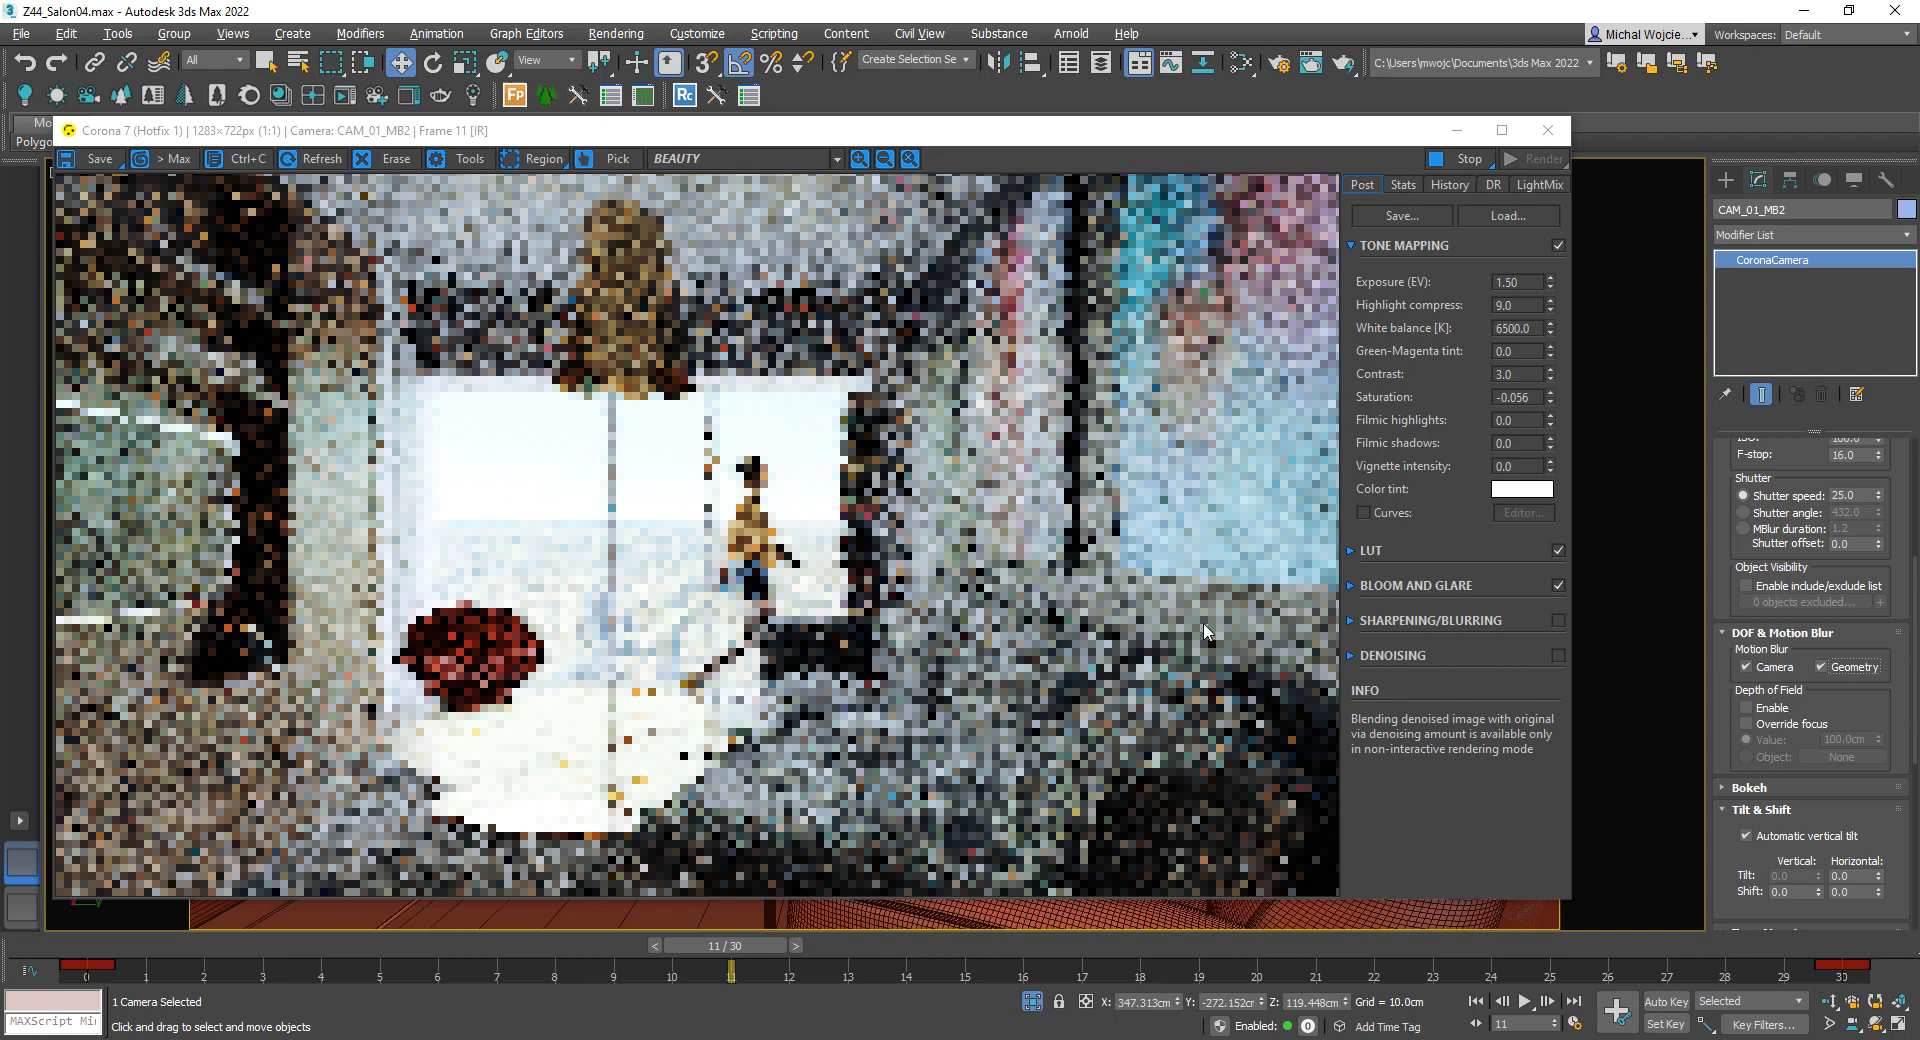 Z44_Salon04.max - Autodesk 3ds Max 2022
File Edit Tools Group Views Create Modifiers Animation Graph Editors Rendering Customize Scripting Content Civil View Substance Arnold Help
Michal Wojcie... Workspaces: Default
All View Create Selection Se C:\Users\mwojc\Documents\3ds Max 2022
Fp Rc
Mo
Polygo
Corona 7 (Hotfix 1) | 1283×722px (1:1) | Camera: CAM_01_MB2 | Frame 11 [IR]
Save > Max Ctrl+C Refresh Erase Tools Region Pick BEAUTY Stop Render
Post Stats History DR LightMix
Save... Load...
TONE MAPPING
Exposure (EV): 1.50
Highlight compress: 9.0
White balance [K]: 6500.0
Green-Magenta tint: 0.0
Contrast: 3.0
Saturation: -0.056
Filmic highlights: 0.0
Filmic shadows: 0.0
Vignette intensity: 0.0
Color tint:
Curves: Editor...
LUT
BLOOM AND GLARE
SHARPENING/BLURRING
DENOISING
INFO
Blending denoised image with original
via denoising amount is available only
in non-interactive rendering mode
CAM_01_MB2
Modifier List
CoronaCamera
ISO: 100.0
F-stop: 16.0
Shutter
Shutter speed: 25.0
Shutter angle: 432.0
MBlur duration: 1.2
Shutter offset: 0.0
Object Visibility
Enable include/exclude list
0 objects excluded... +
DOF & Motion Blur
Motion Blur
Camera Geometry
Depth of Field
Enable
Override focus
Value: 100.0cm
Object: None
Bokeh
Tilt & Shift
Automatic vertical tilt
Vertical: Horizontal:
Tilt: 0.0 0.0
Shift: 0.0 0.0
< 11 / 30 >
0 1 2 3 4 5 6 7 8 9 10 11 12 13 14 15 16 17 18 19 20 21 22 23 24 25 26 27 28 29 30
1 Camera Selected X: 347.313cm Y: -272.152cm Z: 119.448cm Grid = 10.0cm Auto Key Selected
MAXScript Mi Click and drag to select and move objects Enabled: 0 Add Time Tag 11 Set Key Key Filters...